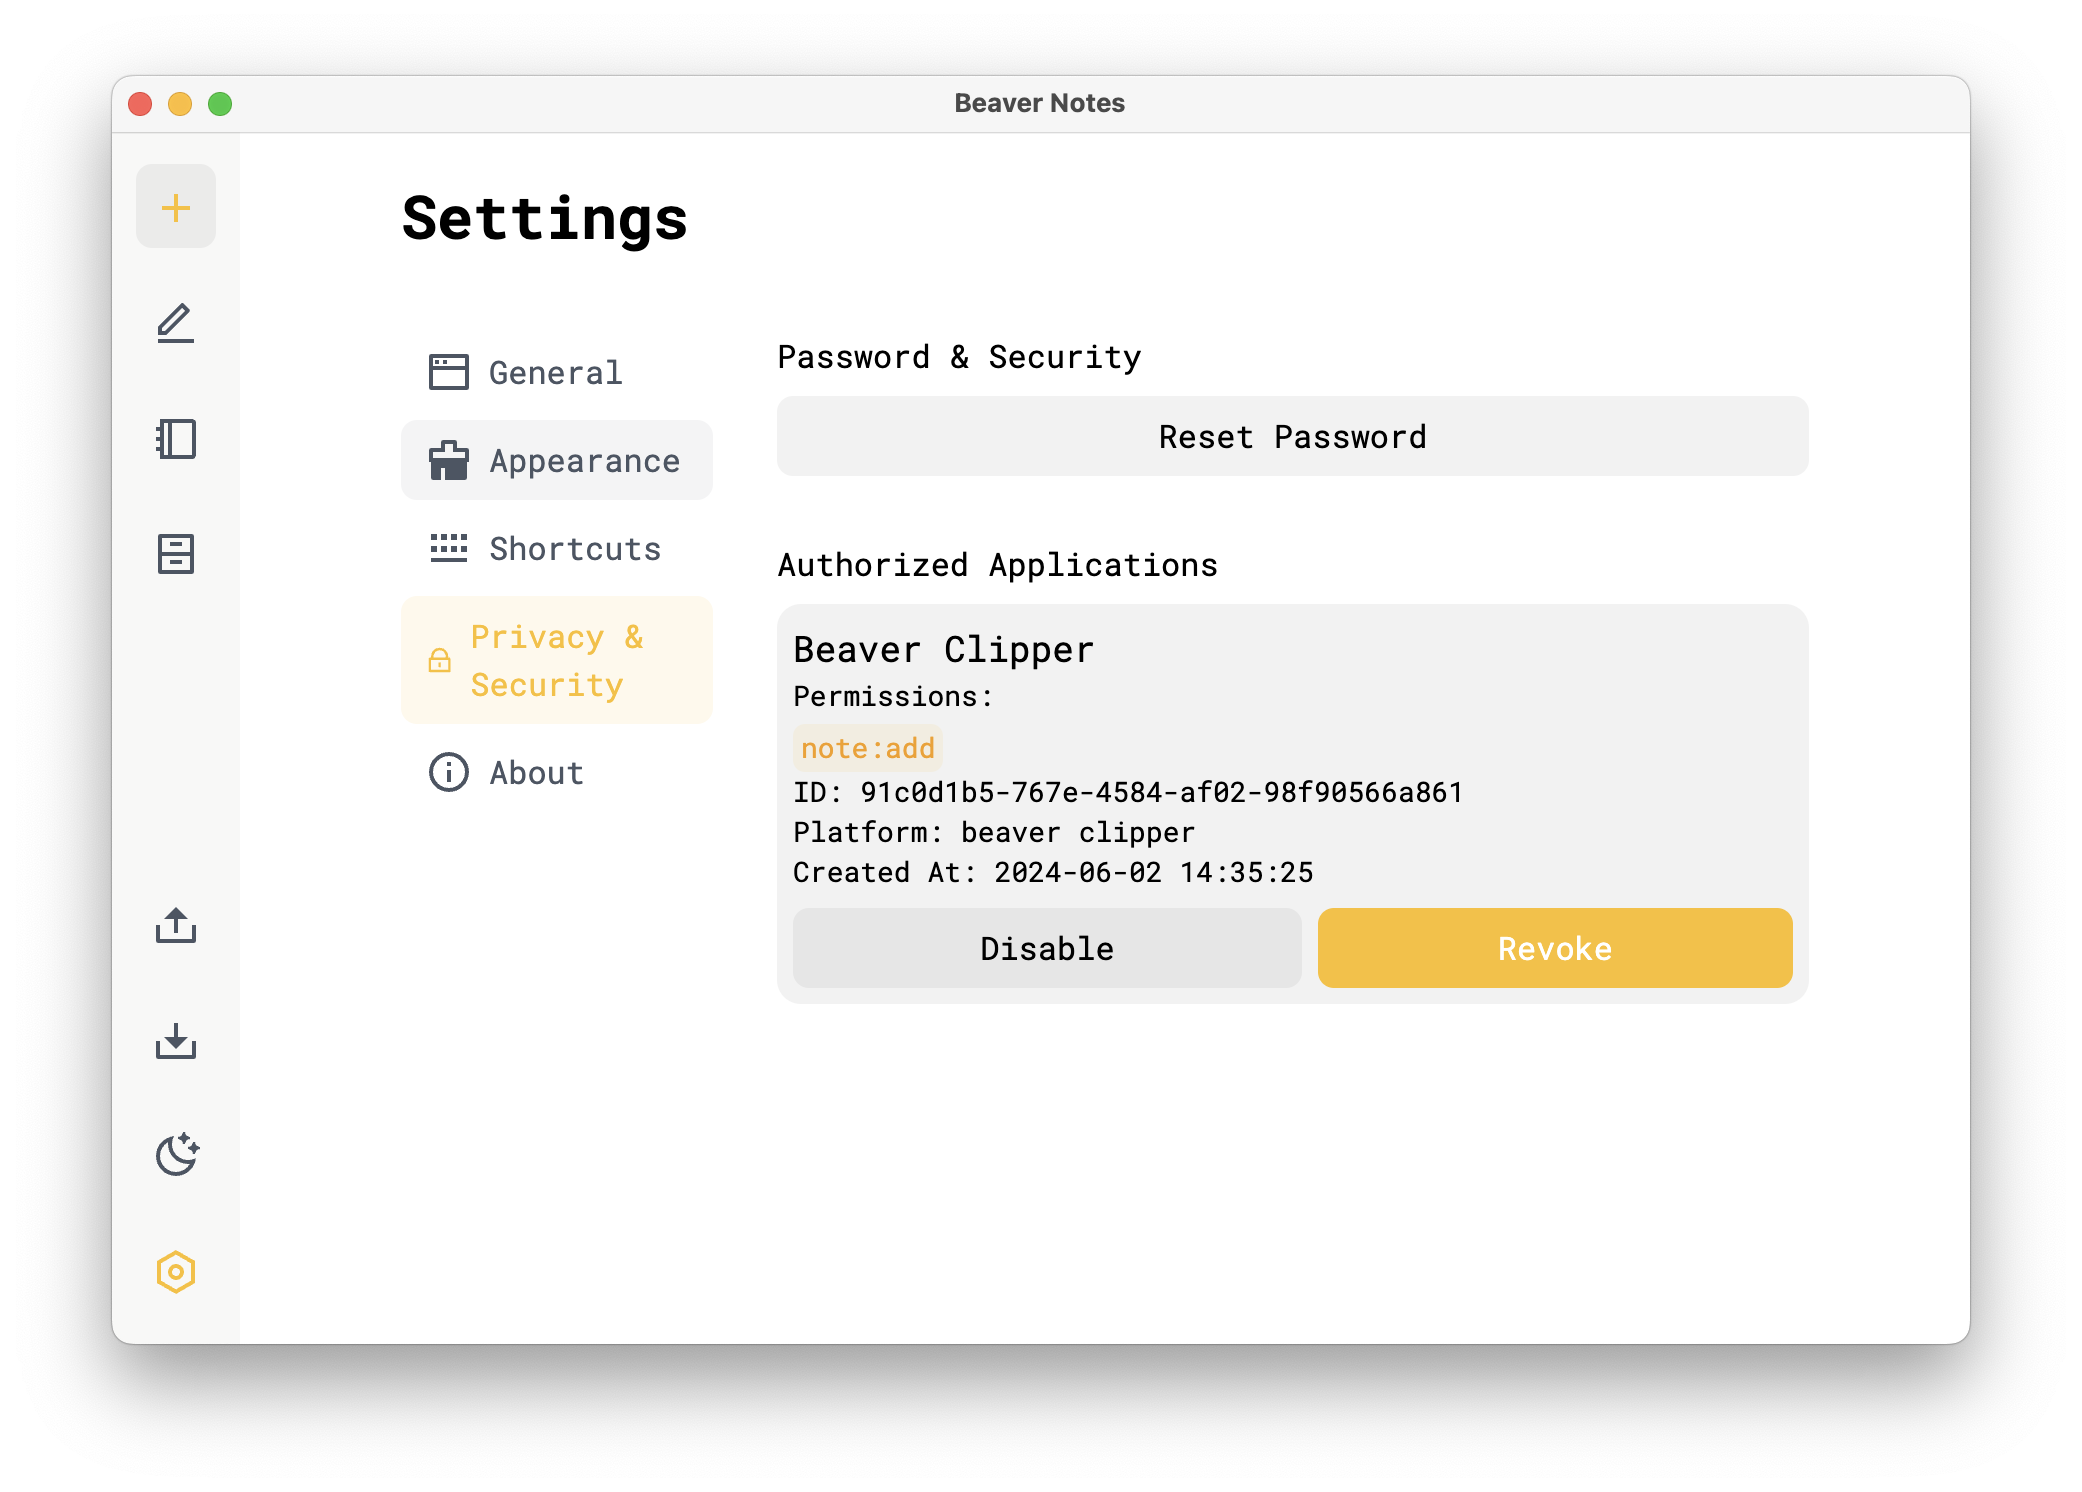 Beaver Notes
Settings
General
Appearance
Shortcuts
Privacy &
Security
About
Password & Security
Reset Password
Authorized Applications
Beaver Clipper
Permissions:
note:add
ID: 91c0d1b5-767e-4584-af02-98f90566a861
Platform: beaver clipper
Created At: 2024-06-02 14:35:25
Disable
Revoke